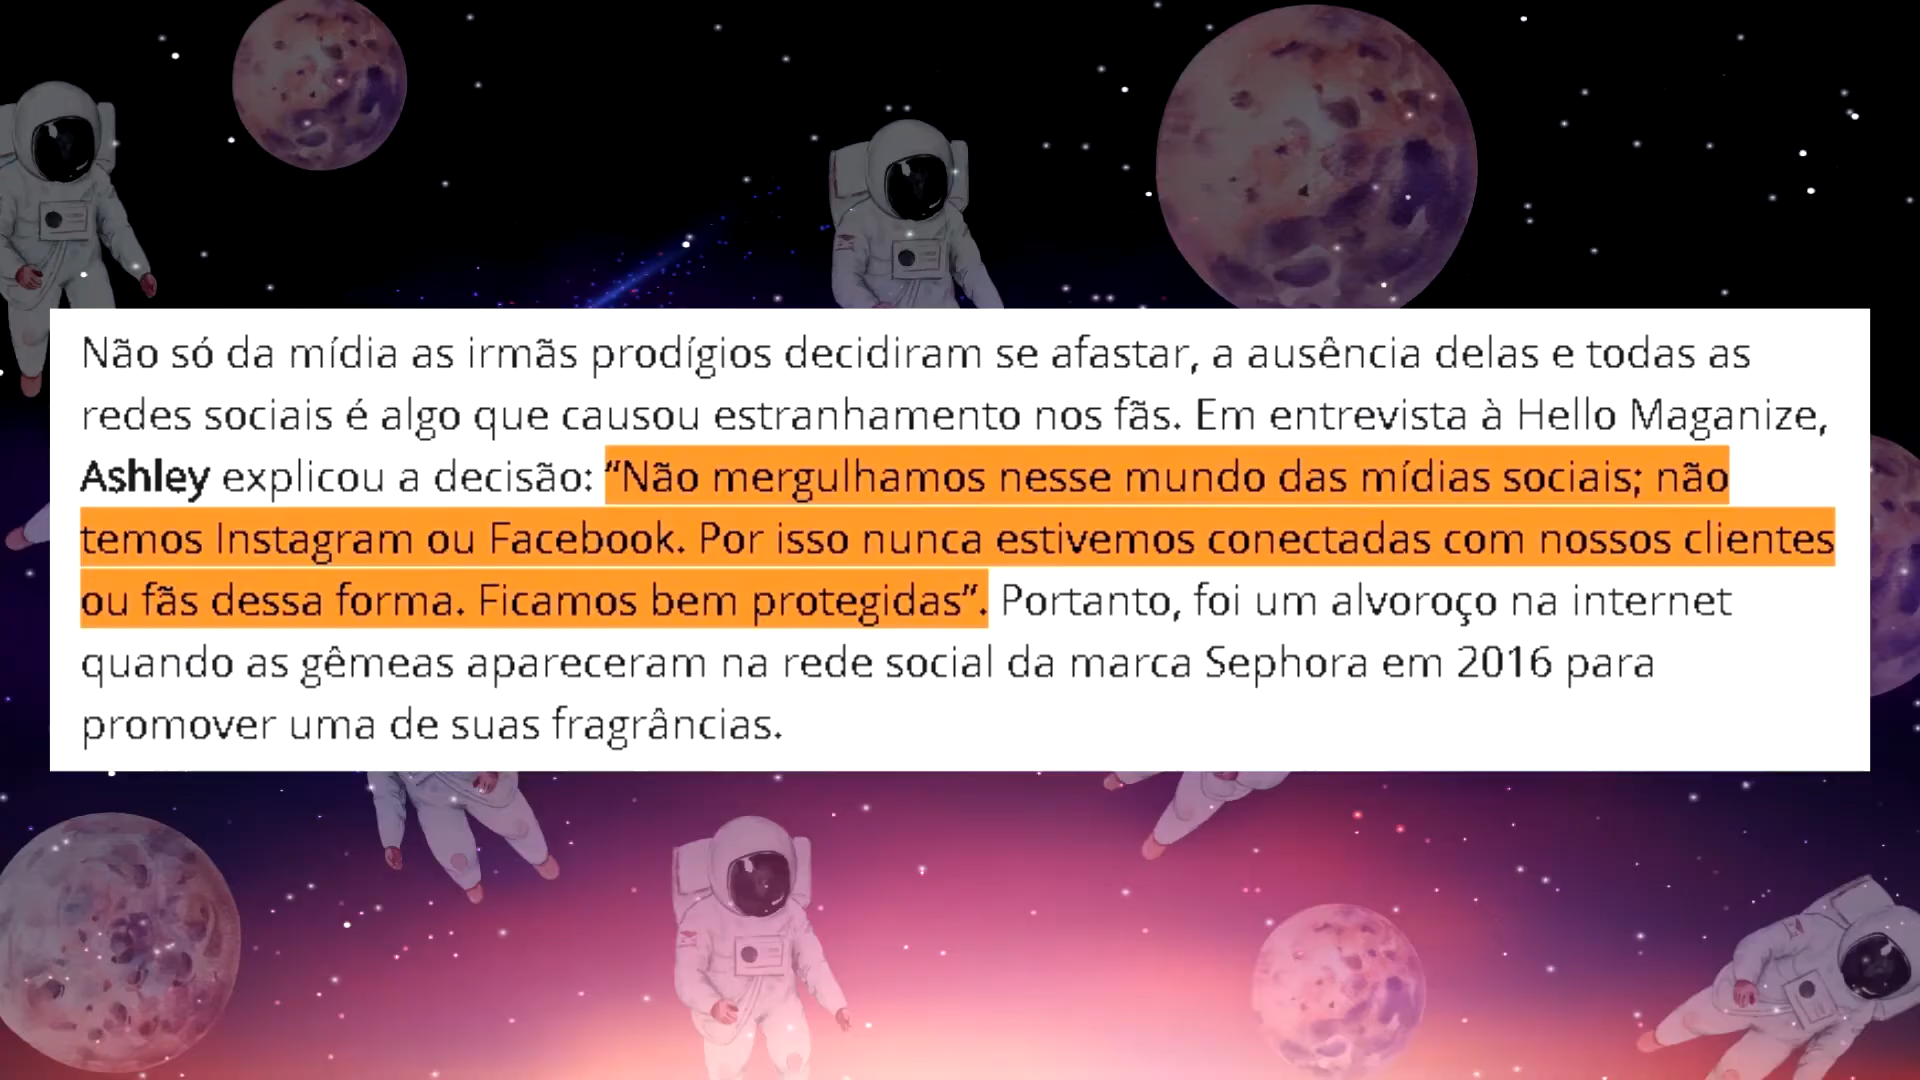 Não só da mídia as irmãs prodígios decidiram se afastar, a ausência delas e todas as
redes sociais é algo que causou estranhamento nos fãs. Em entrevista à Hello Maganize,
Ashley explicou a decisão: “Não mergulhamos nesse mundo das mídias sociais; não
temos Instagram ou Facebook. Por isso nunca estivemos conectadas com nossos clientes
ou fãs dessa forma. Ficamos bem protegidas”. Portanto, foi um alvoroço na internet
quando as gêmeas apareceram na rede social da marca Sephora em 2016 para
promover uma de suas fragrâncias.